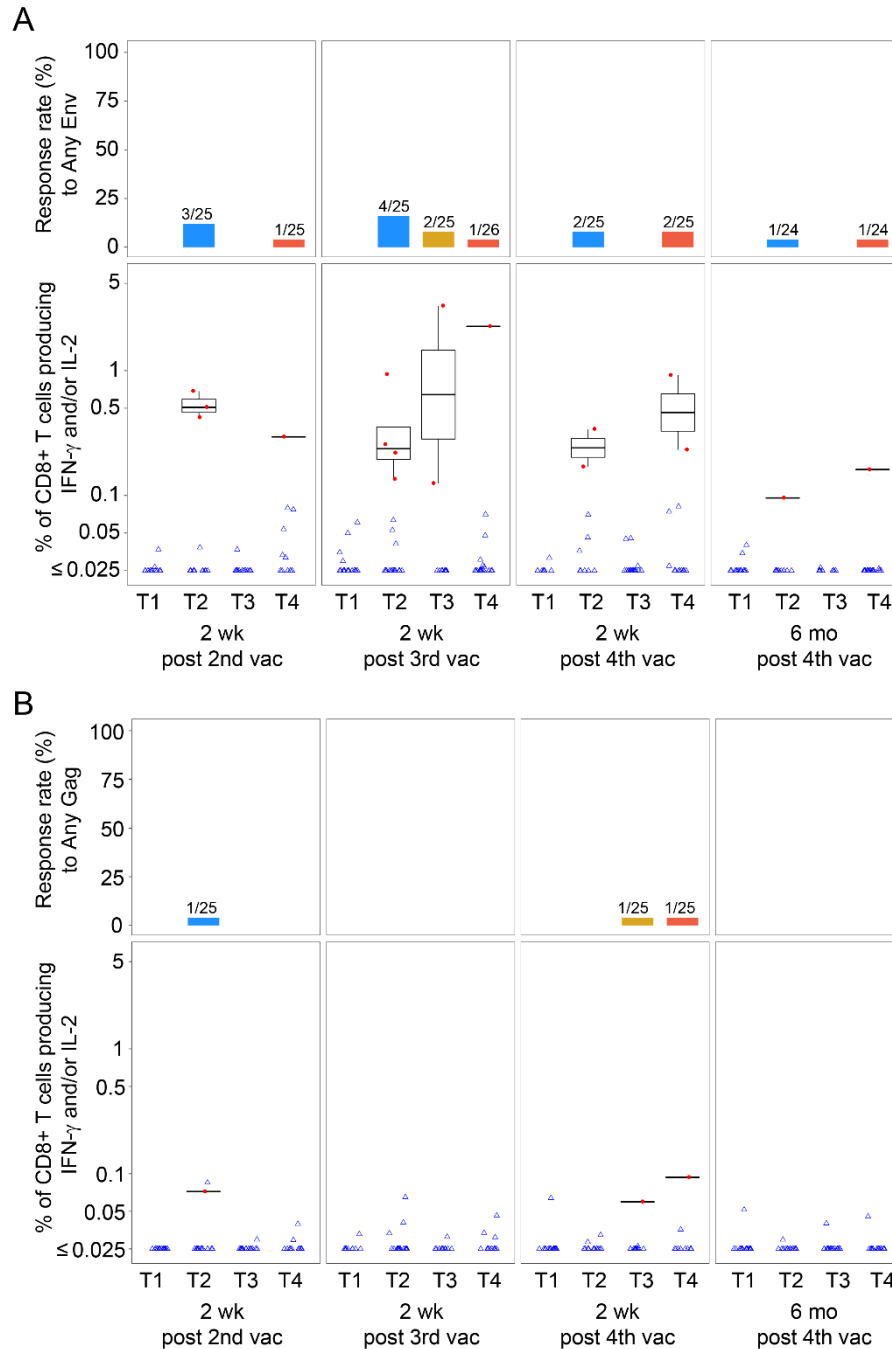 A
Response rate (%)
to Any Env
100
75
50
25
0
3/25
1/25
4/25
2/25
1/26
2/25
2/25
1/24
1/24
% of CD8+ T cells producing
IFN-γ and/or IL-2
5
1
0.5
0.1
0.05
≤ 0.025
T1 T2 T3 T4
T1 T2 T3 T4
T1 T2 T3 T4
T1 T2 T3 T4
2 wk
post 2nd vac
2 wk
post 3rd vac
2 wk
post 4th vac
6 mo
post 4th vac
B
Response rate (%)
to Any Gag
100
75
50
25
0
1/25
1/25
1/25
% of CD8+ T cells producing
IFN-γ and/or IL-2
5
1
0.5
0.1
0.05
≤ 0.025
T1 T2 T3 T4
T1 T2 T3 T4
T1 T2 T3 T4
T1 T2 T3 T4
2 wk
post 2nd vac
2 wk
post 3rd vac
2 wk
post 4th vac
6 mo
post 4th vac